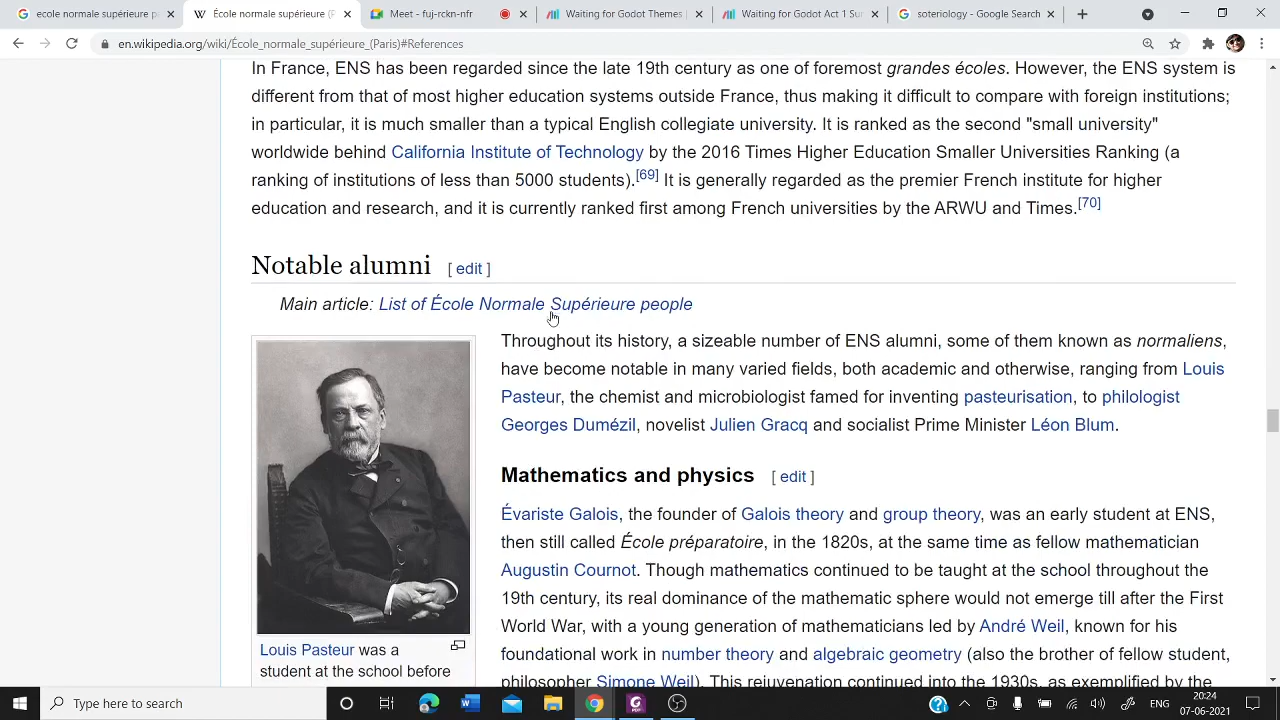 ecole normale supérieure p
École normale supérieure (P
Meet - fuj-rckn-nfr
Waiting for Godot Themes |
Waiting for Godot Act 1 Sur
soteriology - Google Search
en.wikipedia.org/wiki/École_normale_supérieure_(Paris)#References
In France, ENS has been regarded since the late 19th century as one of foremost grandes écoles. However, the ENS system is
different from that of most higher education systems outside France, thus making it difficult to compare with foreign institutions;
in particular, it is much smaller than a typical English collegiate university. It is ranked as the second "small university"
worldwide behind California Institute of Technology by the 2016 Times Higher Education Smaller Universities Ranking (a
ranking of institutions of less than 5000 students).[69] It is generally regarded as the premier French institute for higher
education and research, and it is currently ranked first among French universities by the ARWU and Times.[70]
Notable alumni [ edit ]
Main article: List of École Normale Supérieure people
Throughout its history, a sizeable number of ENS alumni, some of them known as normaliens,
have become notable in many varied fields, both academic and otherwise, ranging from Louis
Pasteur, the chemist and microbiologist famed for inventing pasteurisation, to philologist
Georges Dumézil, novelist Julien Gracq and socialist Prime Minister Léon Blum.
Mathematics and physics [ edit ]
Évariste Galois, the founder of Galois theory and group theory, was an early student at ENS,
then still called École préparatoire, in the 1820s, at the same time as fellow mathematician
Augustin Cournot. Though mathematics continued to be taught at the school throughout the
19th century, its real dominance of the mathematic sphere would not emerge till after the First
World War, with a young generation of mathematicians led by André Weil, known for his
foundational work in number theory and algebraic geometry (also the brother of fellow student,
philosopher Simone Weil). This rejuvenation continued into the 1930s, as exemplified by the
Louis Pasteur was a
student at the school before
Type here to search
ENG
20:24
07-06-2021